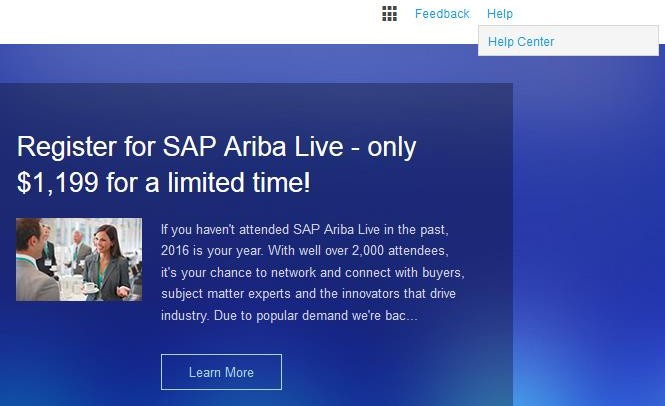 Feedback Help
Help Center
Register for SAP Ariba Live - only
$1,199 for a limited time!
If you haven't attended SAP Ariba Live in the past,
2016 is your year. With well over 2,000 attendees,
it's your chance to network and connect with buyers,
subject matter experts and the innovators that drive
industry. Due to popular demand we're bac...
Learn More